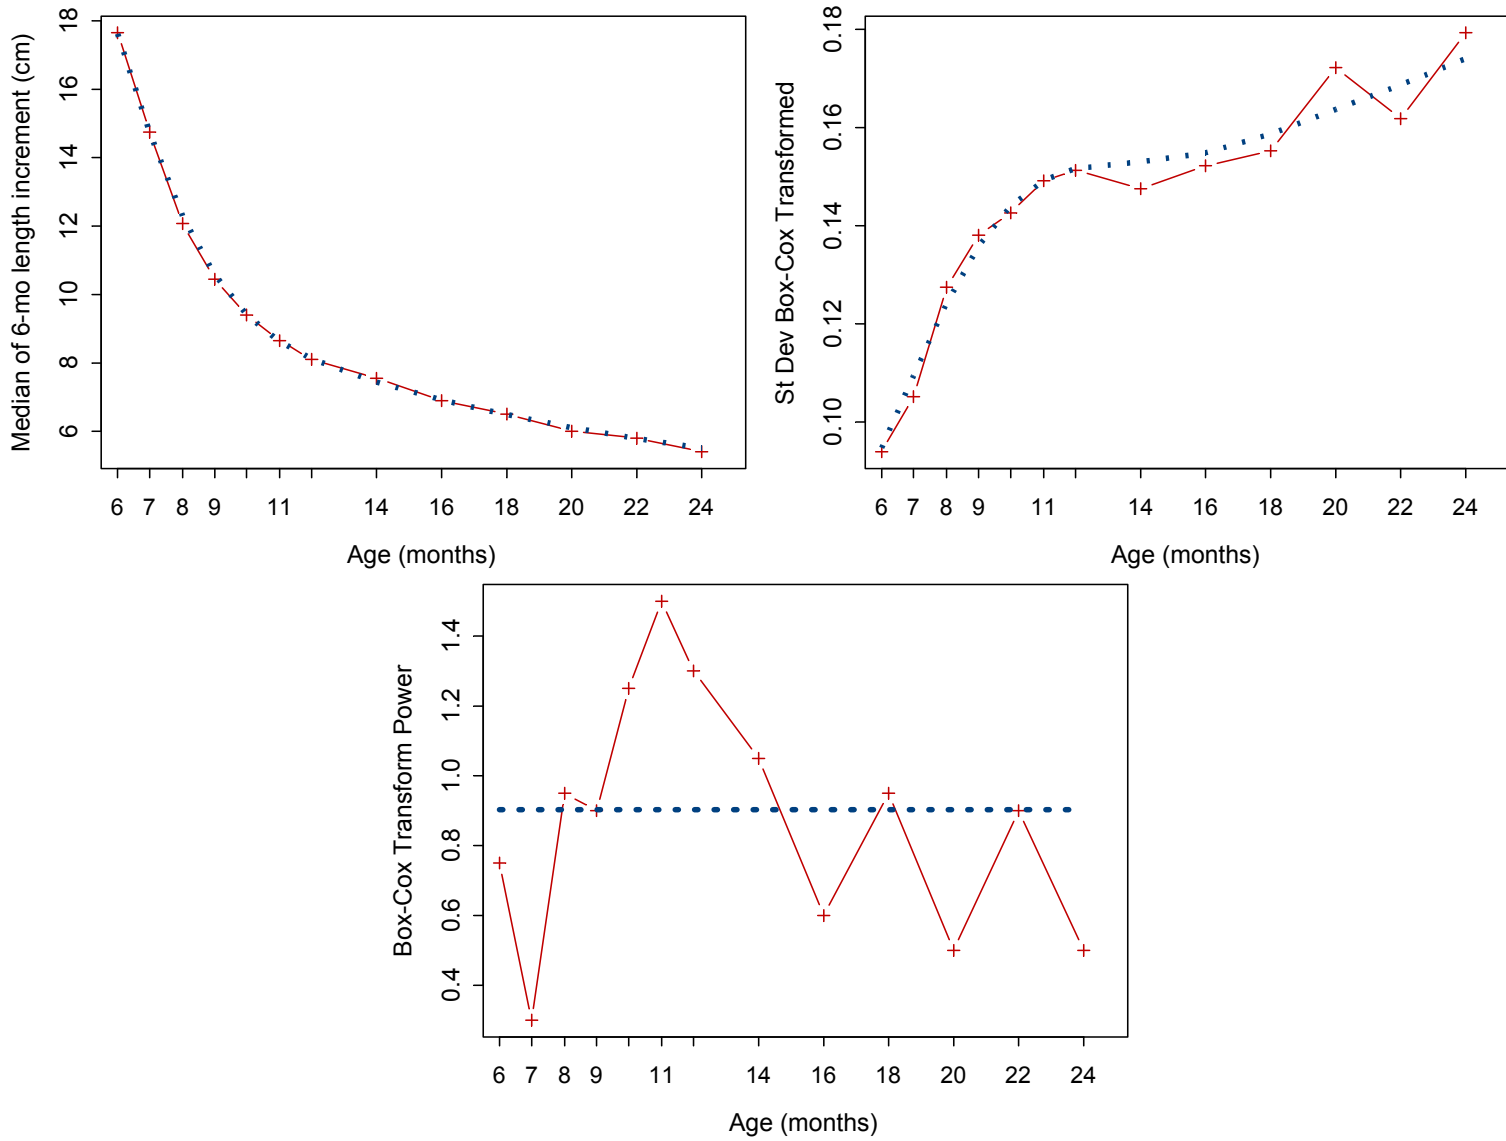 Median of 6-mo length increment (cm)
18
16
14
12
10
8
6
6 7 8 9 11 14 16 18 20 22 24
Age (months)
St Dev Box-Cox Transformed
0.18
0.16
0.14
0.12
0.10
6 7 8 9 11 14 16 18 20 22 24
Age (months)
Box-Cox Transform Power
1.4
1.2
1.0
0.8
0.6
0.4
6 7 8 9 11 14 16 18 20 22 24
Age (months)